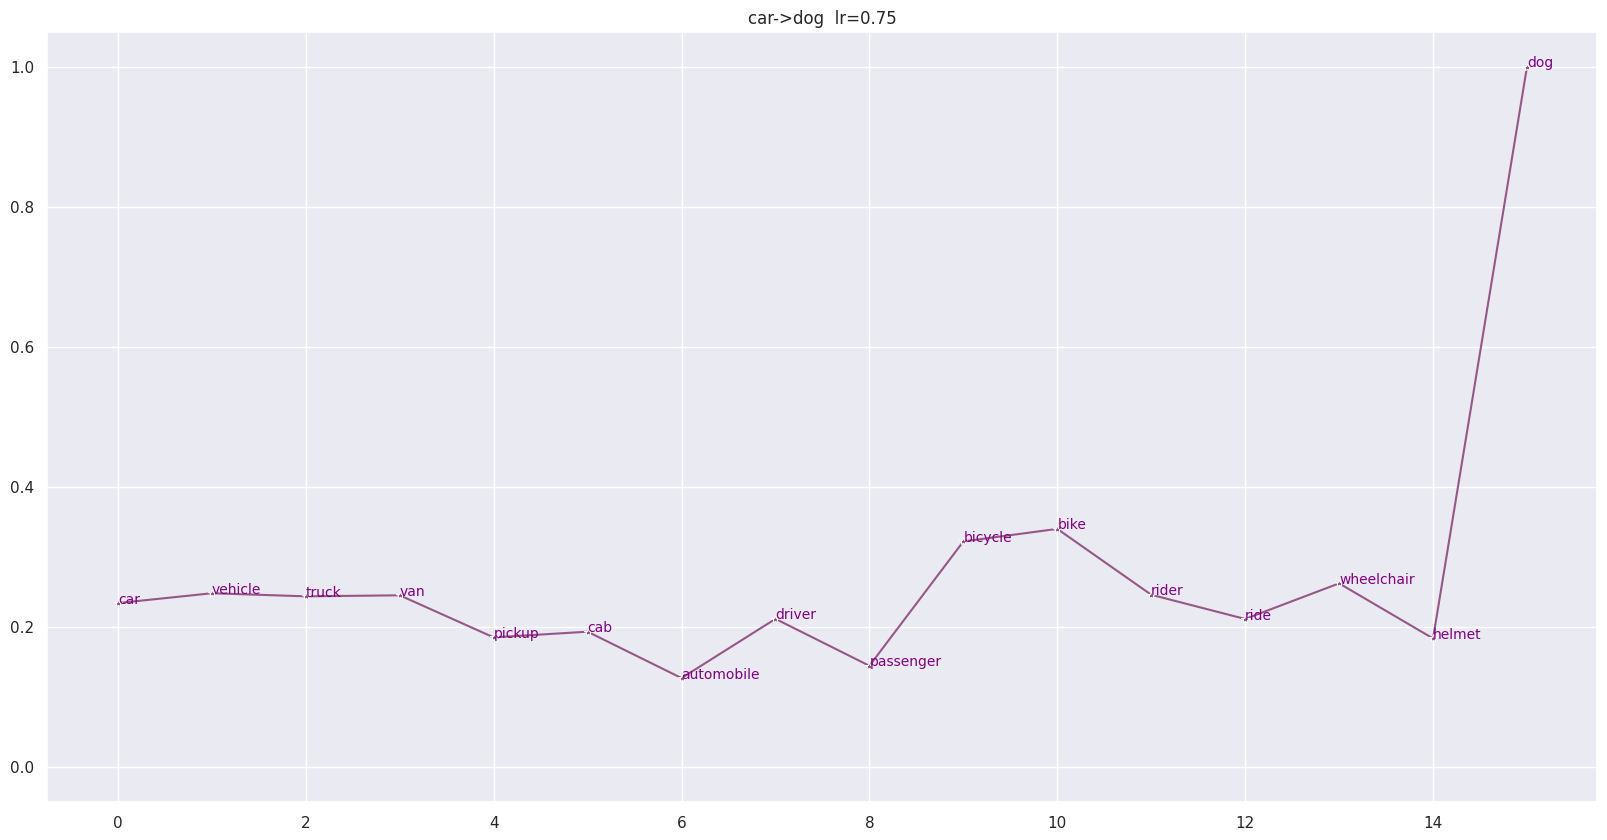 car->dog  lr=0.75
1.0
0.8
0.6
0.4
0.2
0.0
car
vehicle
truck
van
pickup
cab
automobile
driver
passenger
bicycle
bike
rider
ride
wheelchair
helmet
dog
0 2 4 6 8 10 12 14